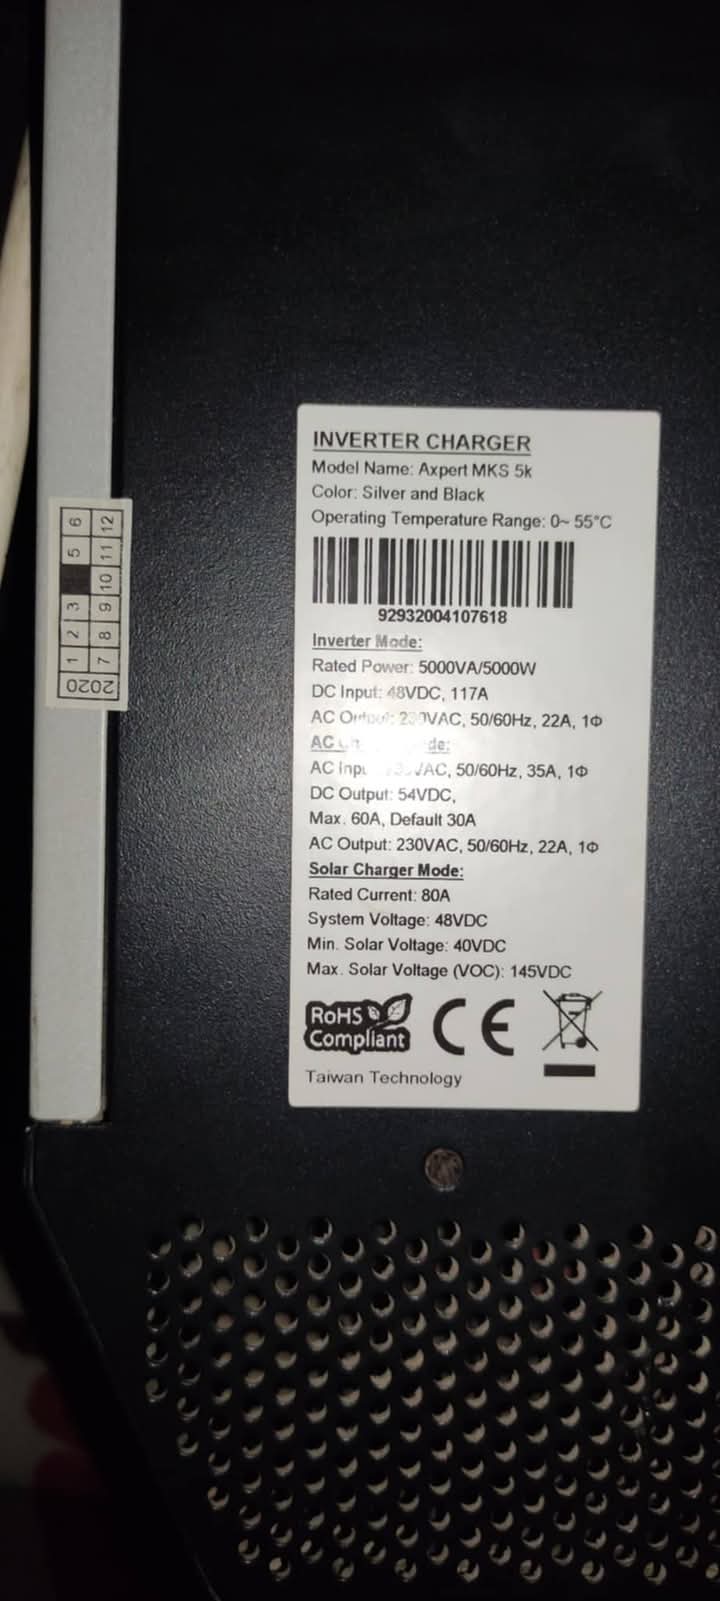 INVERTER CHARGER
Model Name: Axpert MKS 5k
Color: Silver and Black
Operating Temperature Range: 0~ 55°C
92932004107618
Inverter Mode:
Rated Power: 5000VA/5000W
DC Input: 48VDC, 117A
AC Output: 230VAC, 50/60Hz, 22A, 1Φ
AC
AC 50/60Hz, 35A, 1Φ
DC Output: 54VDC,
Max. 60A, Default 30A
AC Output: 230VAC, 50/60Hz, 22A, 1Φ
Solar Charger Mode:
Rated Current: 80A
System Voltage: 48VDC
Min. Solar Voltage: 40VDC
Max. Solar Voltage (VOC): 145VDC
RoHS
Compliant
CE
Taiwan Technology
2020
1 2 3 5 6
7 8 9 10 11 12